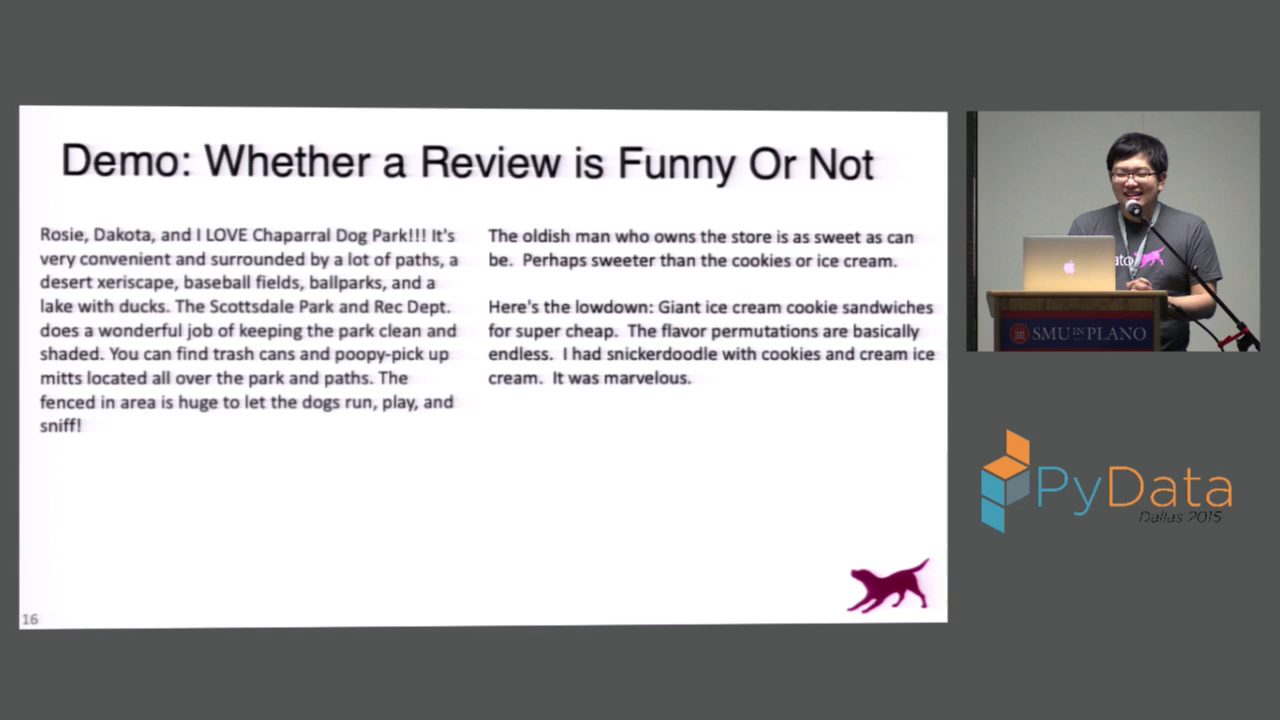 Demo: Whether a Review is Funny Or Not
Rosie, Dakota, and I LOVE Chaparral Dog Park!!! It's
very convenient and surrounded by a lot of paths, a
desert xeriscape, baseball fields, ballparks, and a
lake with ducks. The Scottsdale Park and Rec Dept.
does a wonderful job of keeping the park clean and
shaded. You can find trash cans and poopy-pick up
mitts located all over the park and paths. The
fenced in area is huge to let the dogs run, play, and
sniff!
The oldish man who owns the store is as sweet as can
be.  Perhaps sweeter than the cookies or ice cream.
Here's the lowdown: Giant ice cream cookie sandwiches
for super cheap.  The flavor permutations are basically
endless.  I had snickerdoodle with cookies and cream ice
cream.  It was marvelous.
16
ato
SMU IN PLANO
PyData
Dallas 2015